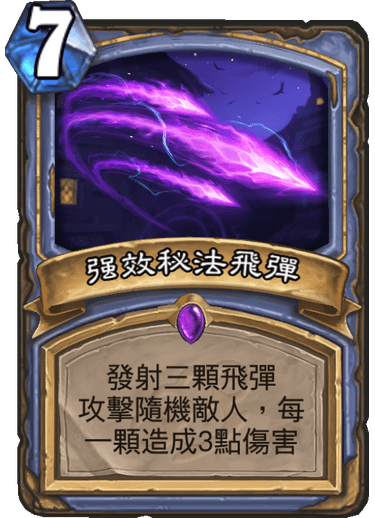 7
强效秘法飛彈
發射三顆飛彈
攻擊隨機敵人，每
一顆造成3點傷害